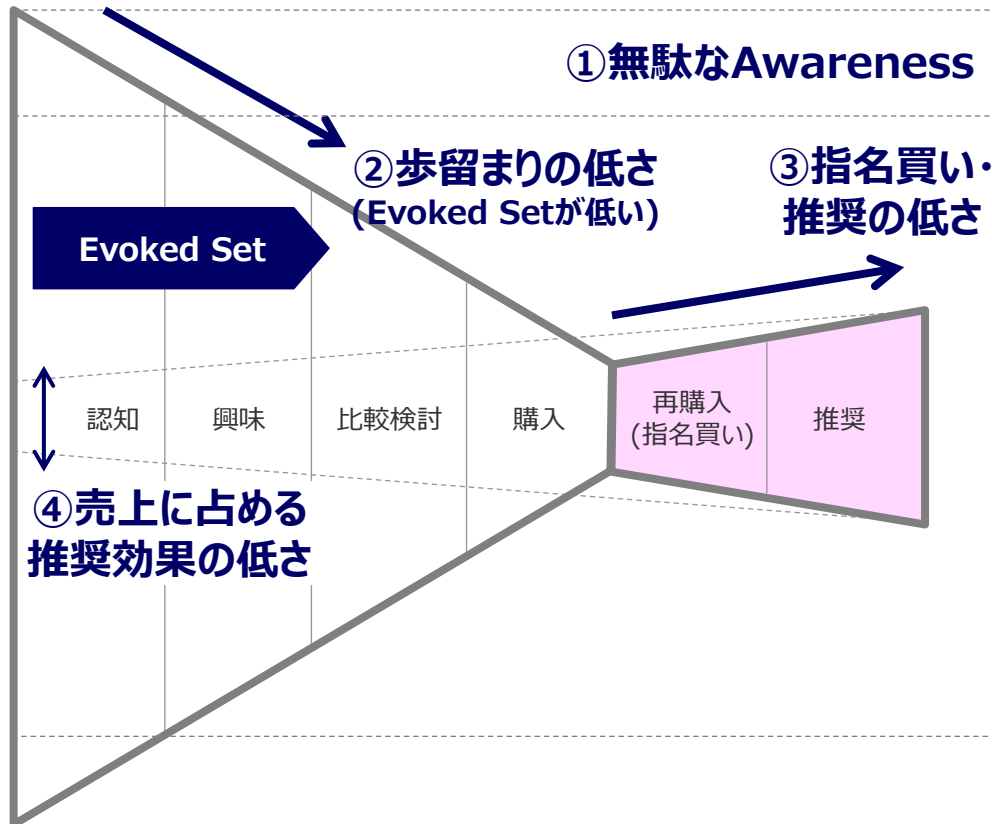 ①無駄なAwareness
②歩留まりの低さ
(Evoked Setが低い)
③指名買い・
推奨の低さ
Evoked Set
認知
興味
比較検討
購入
再購入
(指名買い)
推奨
④売上に占める
推奨効果の低さ